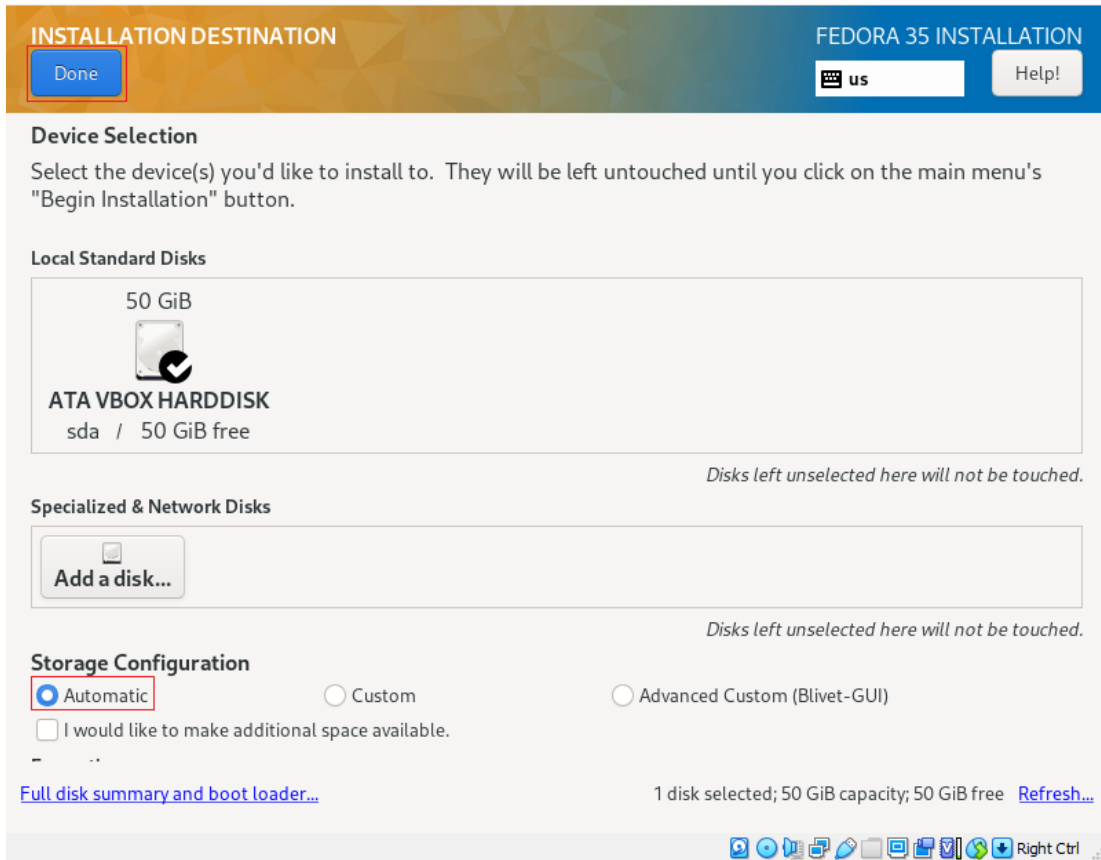 INSTALLATION DESTINATION
FEDORA 35 INSTALLATION
Done
us
Help!
Device Selection
Select the device(s) you'd like to install to. They will be left untouched until you click on the main menu's
"Begin Installation" button.
Local Standard Disks
50 GiB
ATA VBOX HARDDISK
sda / 50 GiB free
Disks left unselected here will not be touched.
Specialized & Network Disks
Add a disk...
Disks left unselected here will not be touched.
Storage Configuration
Automatic
Custom
Advanced Custom (Blivet-GUI)
I would like to make additional space available.
Full disk summary and boot loader...
1 disk selected; 50 GiB capacity; 50 GiB free Refresh...
Right Ctrl